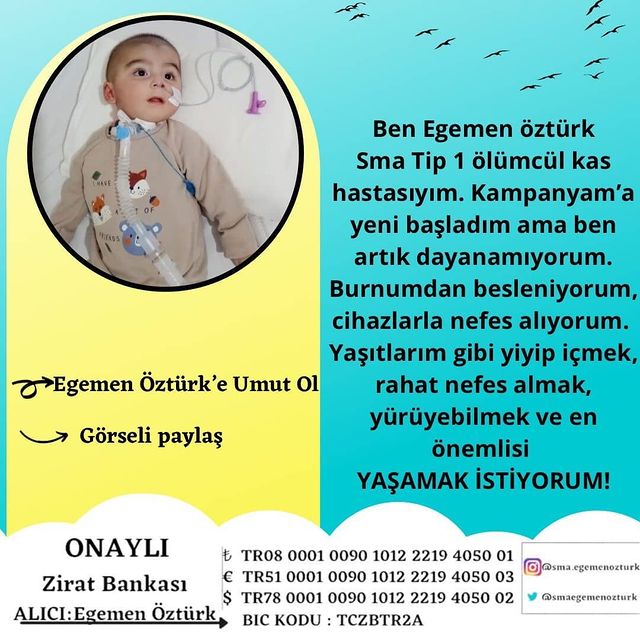 Ben Egemen öztürk
Sma Tip 1 ölümcül kas
hastasıyım. Kampanyam’a
yeni başladım ama ben
artık dayanamıyorum.
Burnumdan besleniyorum,
cihazlarla nefes alıyorum.
Yaşıtlarım gibi yiyip içmek,
rahat nefes almak,
yürüyebilmek ve en
önemlisi
YAŞAMAK İSTİYORUM!
Egemen Öztürk’e Umut Ol
Görseli paylaş
ONAYLI
Zirat Bankası
ALICI:Egemen Öztürk
₺ TR08 0001 0090 1012 2219 4050 01
€ TR51 0001 0090 1012 2219 4050 03
$ TR78 0001 0090 1012 2219 4050 02
BIC KODU : TCZBTR2A
@sma.egemenozturk
@smaegemenozturk